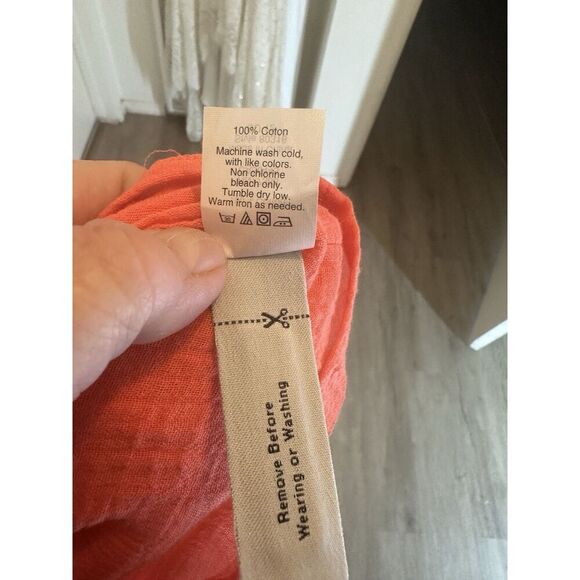 100% Coton
Machine wash cold,
with like colors.
Non chlorine
bleach only.
Tumble dry low.
Warm iron as needed.
Remove Before
Wearing or Washing